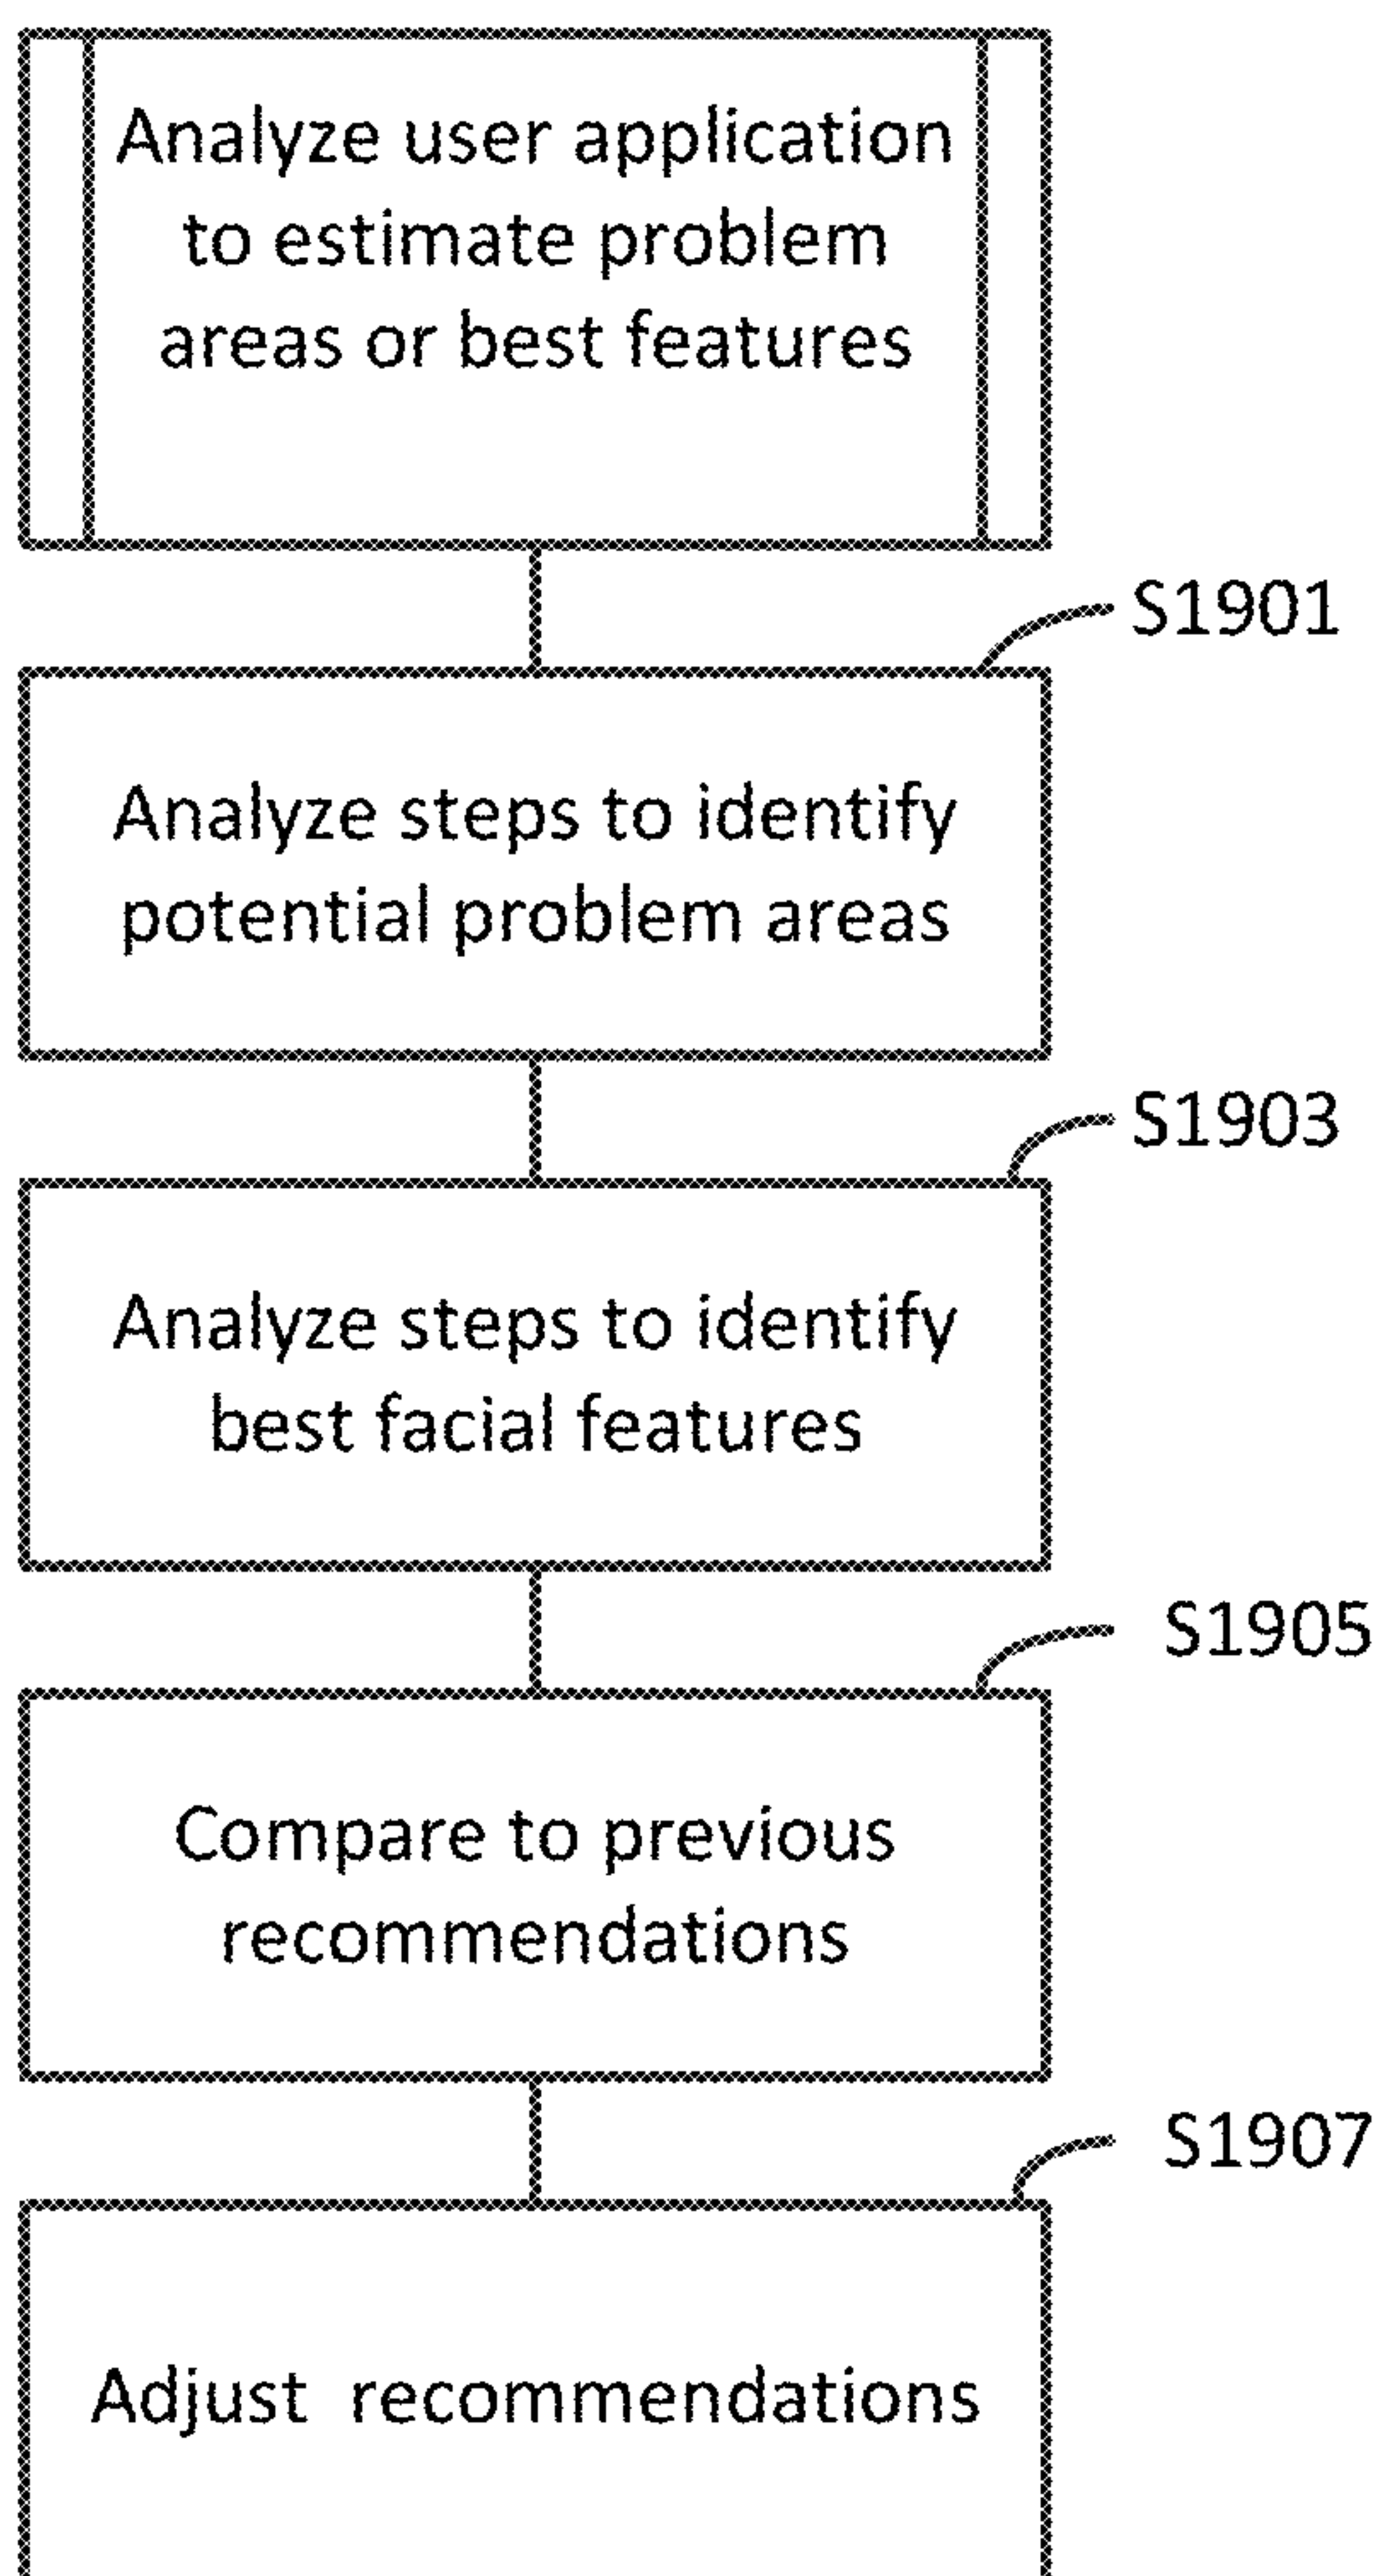 Analyze user application
to estimate problem
areas or best features
S1901
Analyze steps to identify
potential problem areas
S1903
Analyze steps to identify
best facial features
S1905
Compare to previous
recommendations
S1907
Adjust recommendations